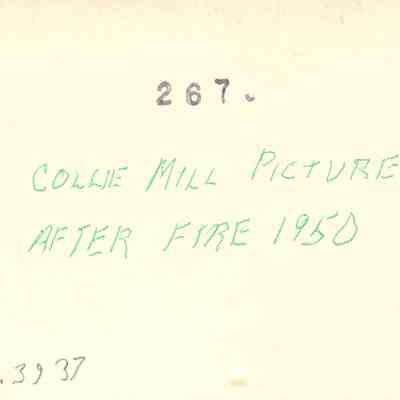 267.
COLLIE MILL PICTURE
AFTER FIRE 1950
.3937